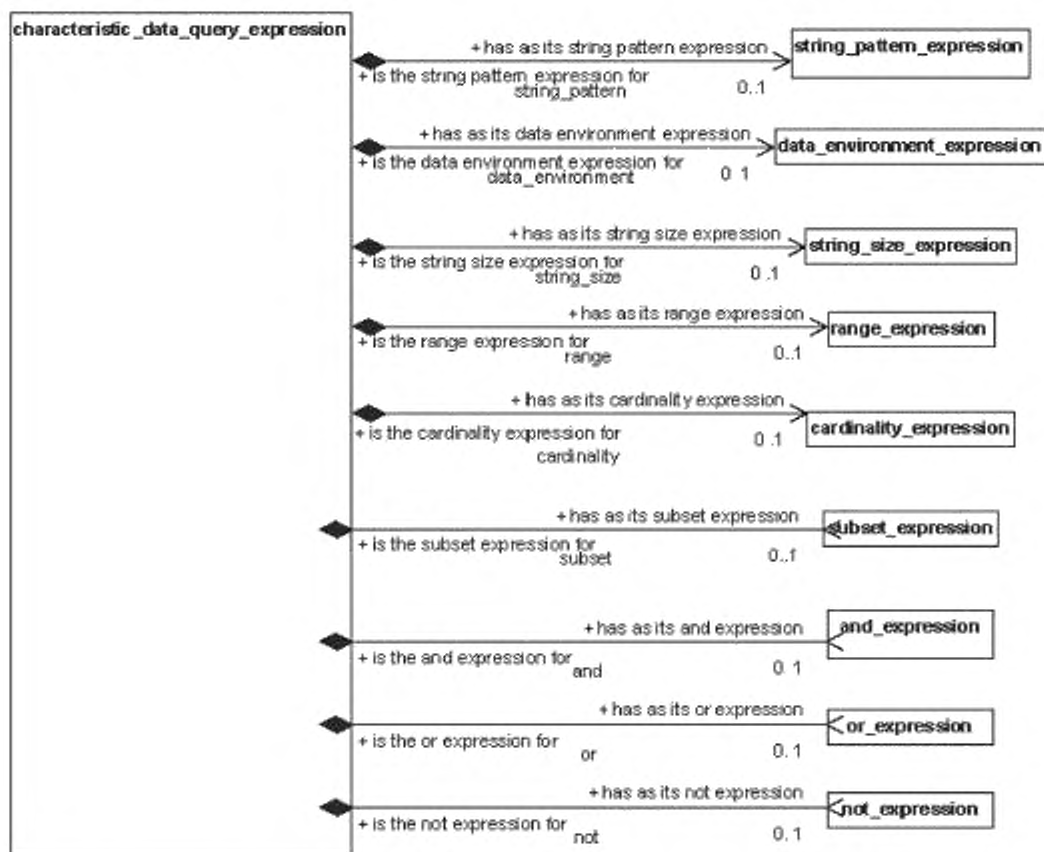 characteristic_data_query_expression
+ has as its string pattern expression
string_pattern_expression
+ is the string pattern expression for
string_pattern
0..1
+ has as its data environment expression
data_environment_expression
+ is the data environment expression for
data_environment
0 1
+ has as its string size expression
string_size_expression
+ is the string size expression for
string_size
0 .1
+ has as its range expression
range_expression
+ is the range expression for
range
0..1
+ has as its cardinality expression
cardinality_expression
+ is the cardinality expression for
cardinality
0 .1
+ has as its subset expression
subset_expression
+ is the subset expression for
subset
0..1
+ has as its and expression
and_expression
+ is the and expression for
and
0. 1
+ has as its or expression
or_expression
+ is the or expression for
or
0..1
+ has as its not expression
not_expression
+ is the not expression for
not
0..1